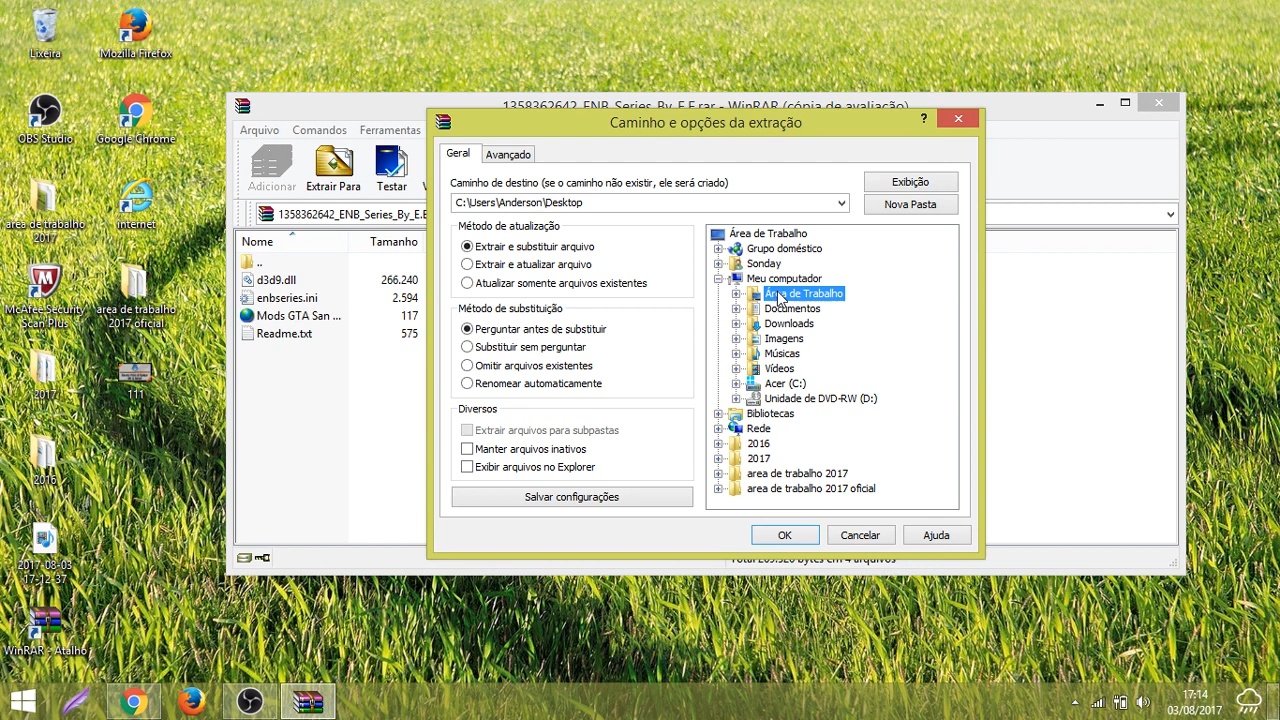 Lixeira
Mozilla Firefox
OBS Studio
Google Chrome
area de trabalho
2017
internet
McAfee Security
Scan Plus
area de trabalho
2017 oficial
2017
111
2016
2017-08-03
17-12-37
WinRAR - Atalho
1358362642_ENB_Series_By_E.E.rar - WinRAR (cópia de avaliação)
Arquivo
Comandos
Ferramentas
Adicionar
Extrair Para
Testar
1358362642_ENB_Series_By_E.E
Nome
Tamanho
..
d3d9.dll
266.240
enbseries.ini
2.594
Mods GTA San ...
117
Readme.txt
575
Total 269.326 bytes em 4 arquivos
Caminho e opções da extração
?
Geral
Avançado
Caminho de destino (se o caminho não existir, ele será criado)
C:\Users\Anderson\Desktop
Exibição
Nova Pasta
Método de atualização
Extrair e substituir arquivo
Extrair e atualizar arquivo
Atualizar somente arquivos existentes
Método de substituição
Perguntar antes de substituir
Substituir sem perguntar
Omitir arquivos existentes
Renomear automaticamente
Diversos
Extrair arquivos para subpastas
Manter arquivos inativos
Exibir arquivos no Explorer
Salvar configurações
Área de Trabalho
Grupo doméstico
Sonday
Meu computador
Área de Trabalho
Documentos
Downloads
Imagens
Músicas
Vídeos
Acer (C:)
Unidade de DVD-RW (D:)
Bibliotecas
Rede
2016
2017
area de trabalho 2017
area de trabalho 2017 oficial
OK
Cancelar
Ajuda
17:14
03/08/2017